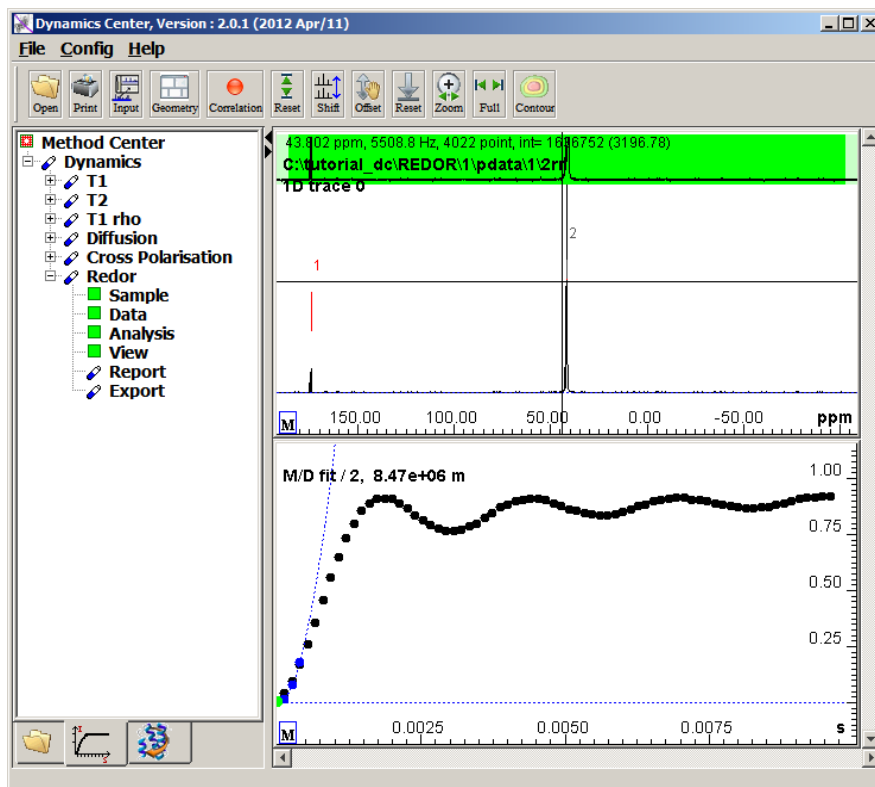 Dynamics Center, Version : 2.0.1 (2012 Apr/11)
File Config Help
Open Print Input Geometry Correlation Reset Shift Offset Reset Zoom Full Contour
Method Center
Dynamics
T1
T2
T1 rho
Diffusion
Cross Polarisation
Redor
Sample
Data
Analysis
View
Report
Export
43.802 ppm, 5508.8 Hz, 4022 point, int= 1636752 (3196.78)
C:\tutorial_dc\REDOR\1\pdata\1\2rr
1D trace 0
2
1
M 150.00 100.00 50.00 0.00 -50.00 ppm
M/D fit / 2, 8.47e+06 m
1.00
0.75
0.50
0.25
M 0.0025 0.0050 0.0075 s